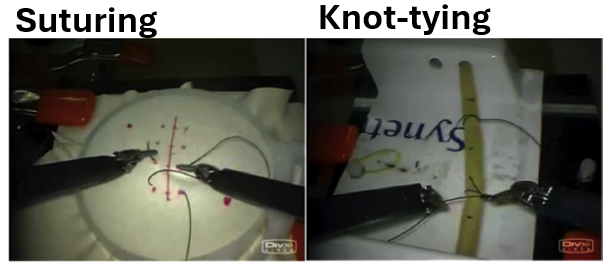 Suturing
Knot-tying
Synet
DivX
DivX